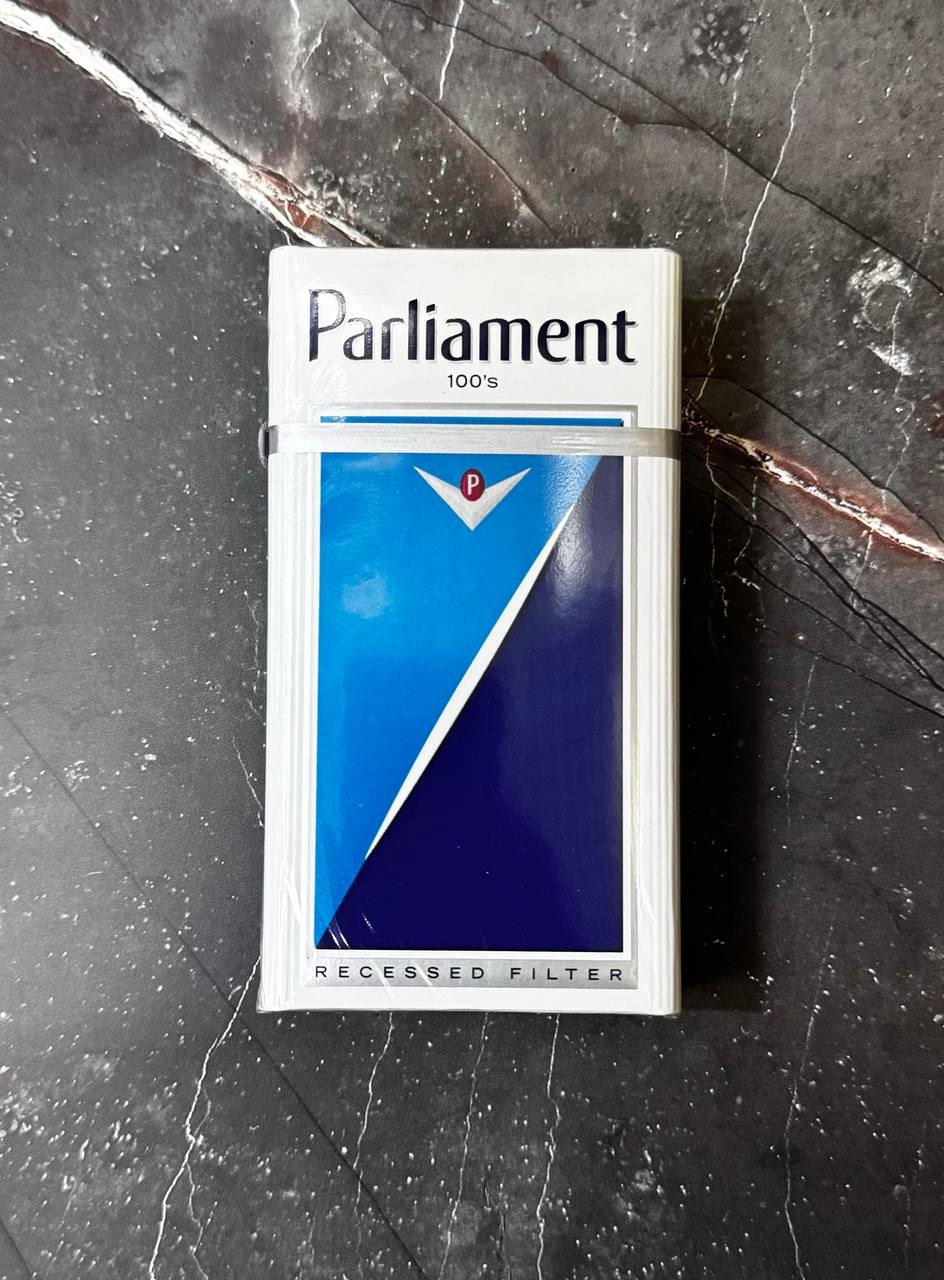 Parliament
100's
P
RECESSED FILTER